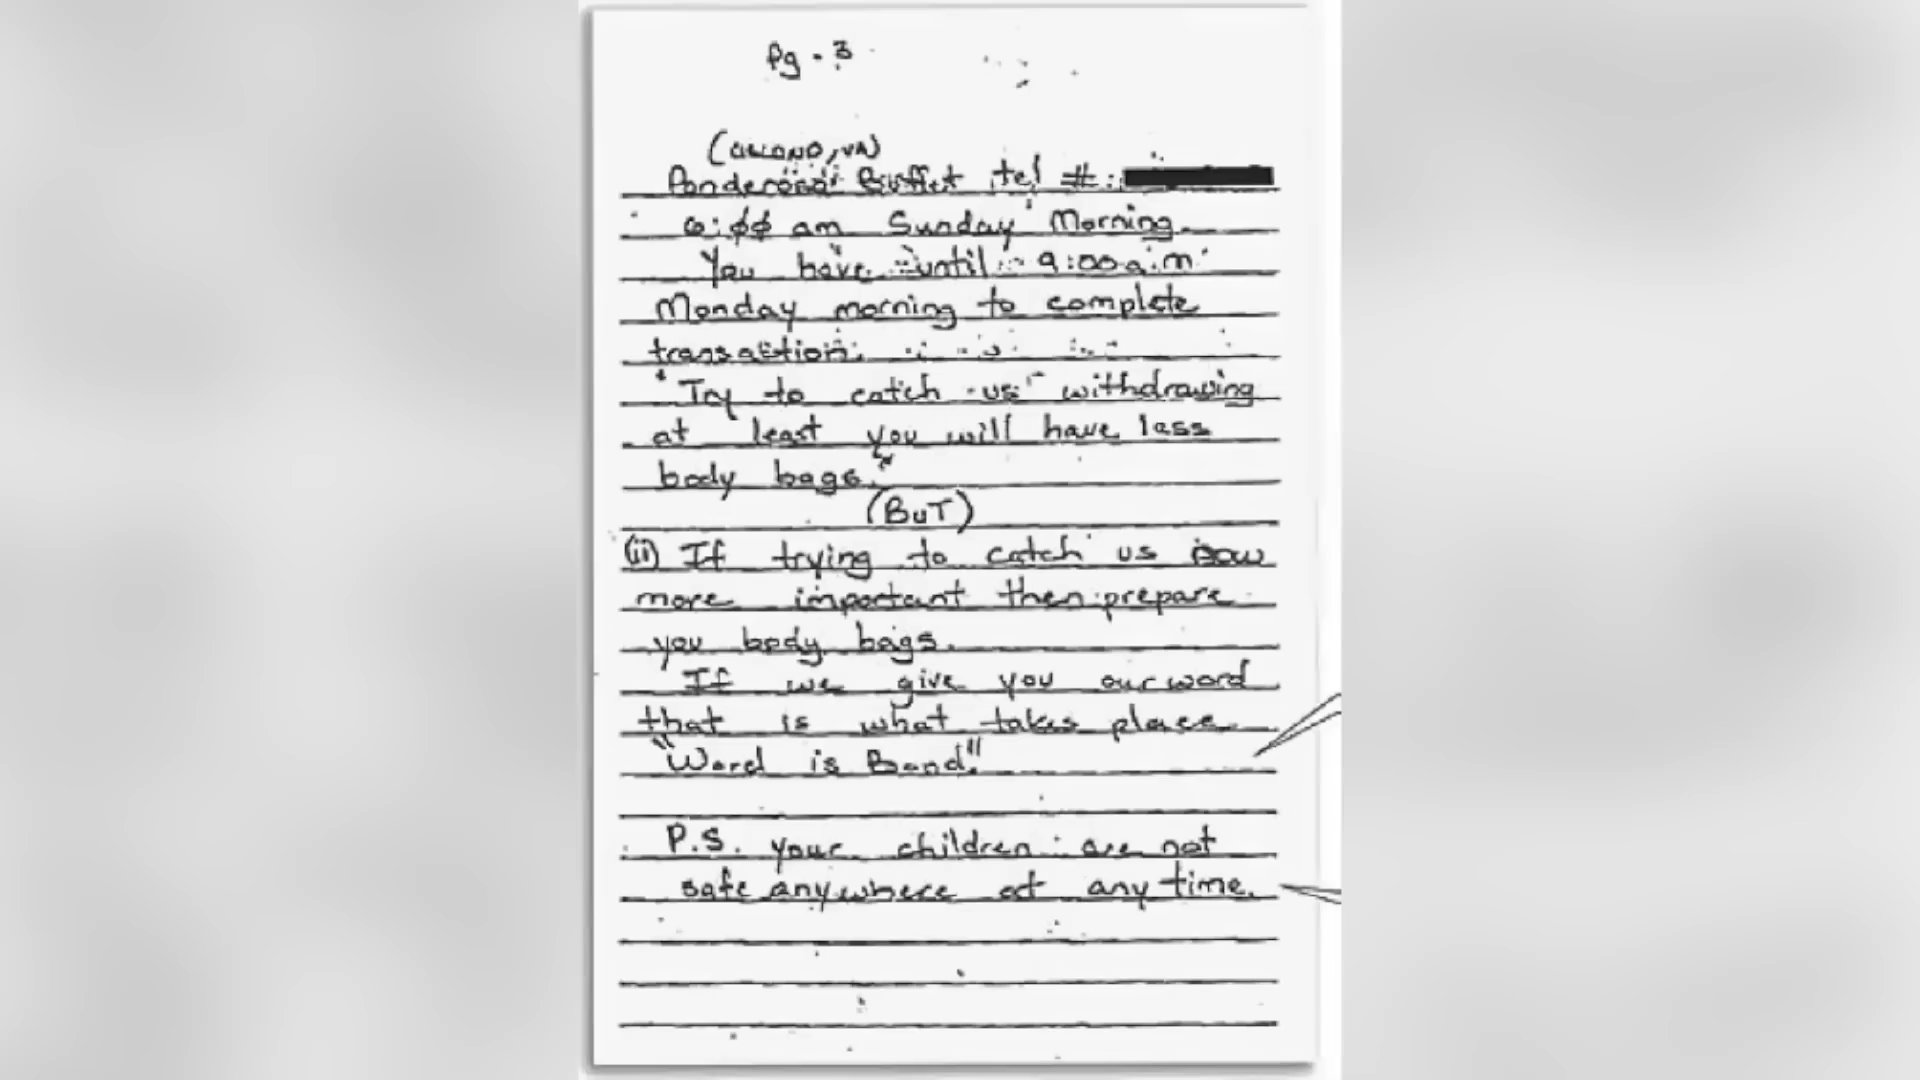 Pg. 3
(ASLAND, VA)
Ponderosa Buffet tel #:
6:00 am Sunday Morning
You have until 9:00 a.m.
Monday morning to complete
transaction.
"Try to catch us" withdrawing
at least you will have less
body bags."
(BuT)
(ii) If trying to catch us now
more important then prepare
you body bags.
If we give you our word
that is what takes place
"Word is Bond."
P.S. your children are not
safe anywhere at any time.